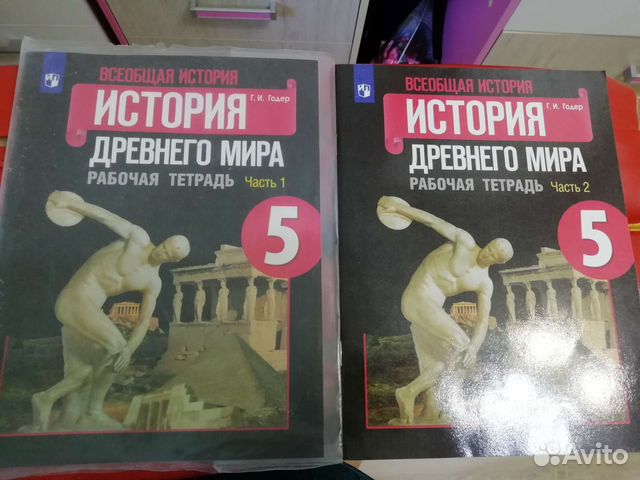 ВСЕОБЩАЯ ИСТОРИЯ
ИСТОРИЯ
Г. И. Годер
ДРЕВНЕГО МИРА
РАБОЧАЯ ТЕТРАДЬ Часть 1
5
ВСЕОБЩАЯ ИСТОРИЯ
ИСТОРИЯ
Г. И. Годер
ДРЕВНЕГО МИРА
РАБОЧАЯ ТЕТРАДЬ Часть 2
5
Avito